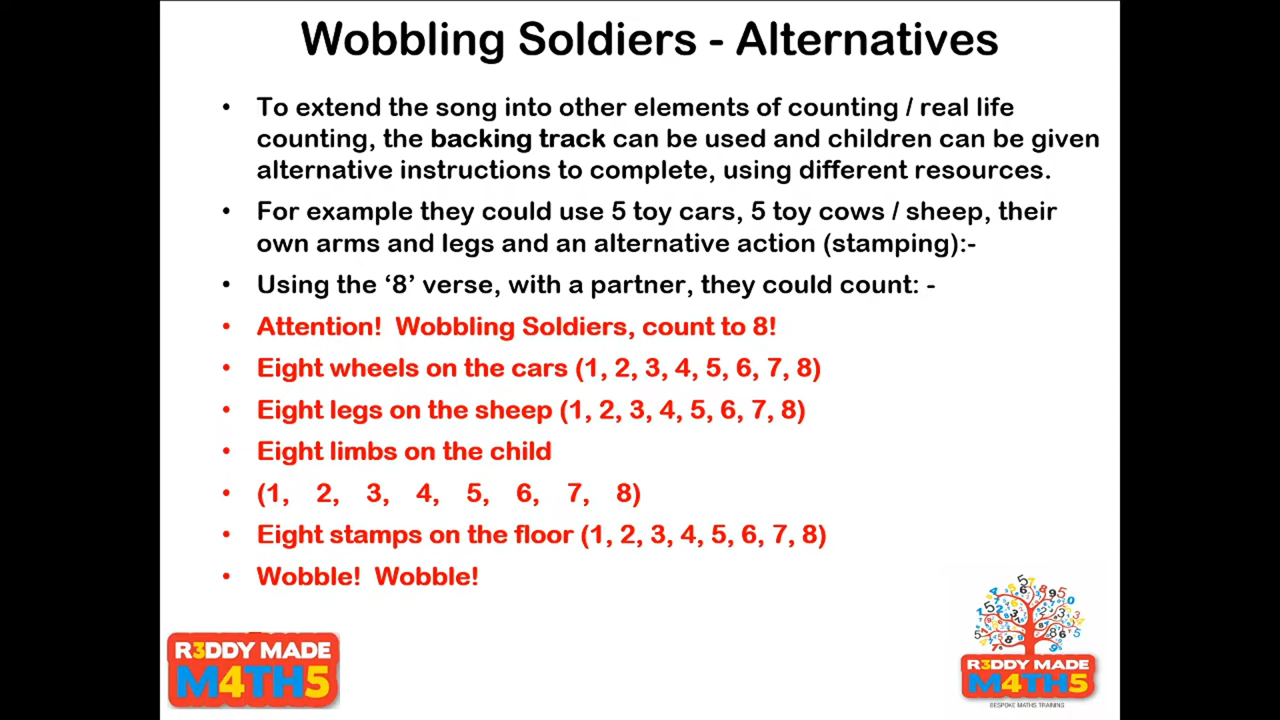 Wobbling Soldiers - Alternatives
• To extend the song into other elements of counting / real life
counting, the backing track can be used and children can be given
alternative instructions to complete, using different resources.
• For example they could use 5 toy cars, 5 toy cows / sheep, their
own arms and legs and an alternative action (stamping):-
• Using the ‘8’ verse, with a partner, they could count: -
• Attention! Wobbling Soldiers, count to 8!
• Eight wheels on the cars (1, 2, 3, 4, 5, 6, 7, 8)
• Eight legs on the sheep (1, 2, 3, 4, 5, 6, 7, 8)
• Eight limbs on the child
• (1, 2, 3, 4, 5, 6, 7, 8)
• Eight stamps on the floor (1, 2, 3, 4, 5, 6, 7, 8)
• Wobble! Wobble!
R3DDY MADE
M4TH5
R3DDY MADE
M4TH5
BESPOKE MATHS TRAINING